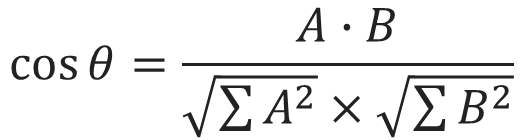 cos θ = A · B / √∑ A² × √∑ B²